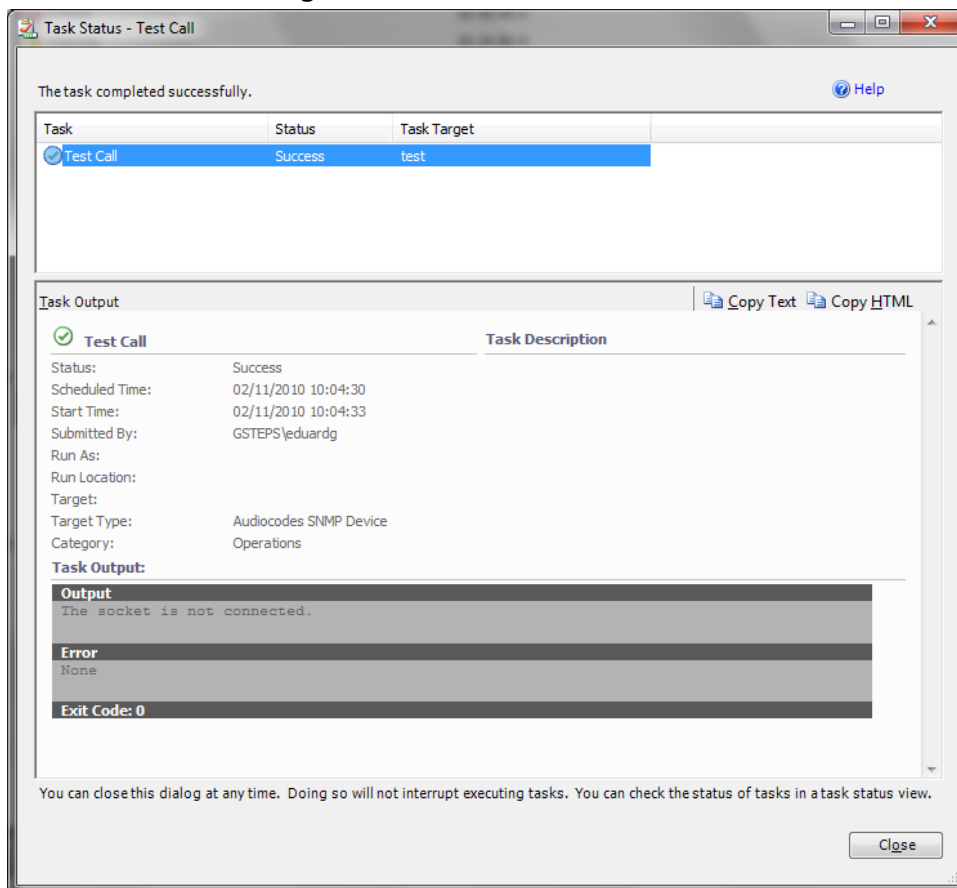 Task Status - Test Call
The task completed successfully.
Help
Task Status Task Target
Test Call Success test
Task Output
Copy Text Copy HTML
Test Call Task Description
Status: Success
Scheduled Time: 02/11/2010 10:04:30
Start Time: 02/11/2010 10:04:33
Submitted By: GSTEPS\eduardg
Run As:
Run Location:
Target:
Target Type: Audiocodes SNMP Device
Category: Operations
Task Output:
Output
The socket is not connected.
Error
None
Exit Code: 0
You can close this dialog at any time. Doing so will not interrupt executing tasks. You can check the status of tasks in a task status view.
Close